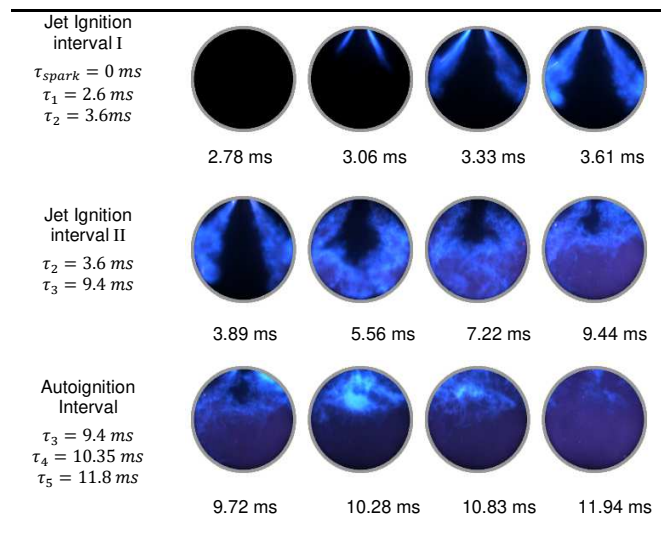 Jet Ignition
interval I
τ_spark = 0 ms
τ₁ = 2.6 ms
τ₂ = 3.6ms
2.78 ms 3.06 ms 3.33 ms 3.61 ms
Jet Ignition
interval II
τ₂ = 3.6 ms
τ₃ = 9.4 ms
3.89 ms 5.56 ms 7.22 ms 9.44 ms
Autoignition
Interval
τ₃ = 9.4 ms
τ₄ = 10.35 ms
τ₅ = 11.8 ms
9.72 ms 10.28 ms 10.83 ms 11.94 ms